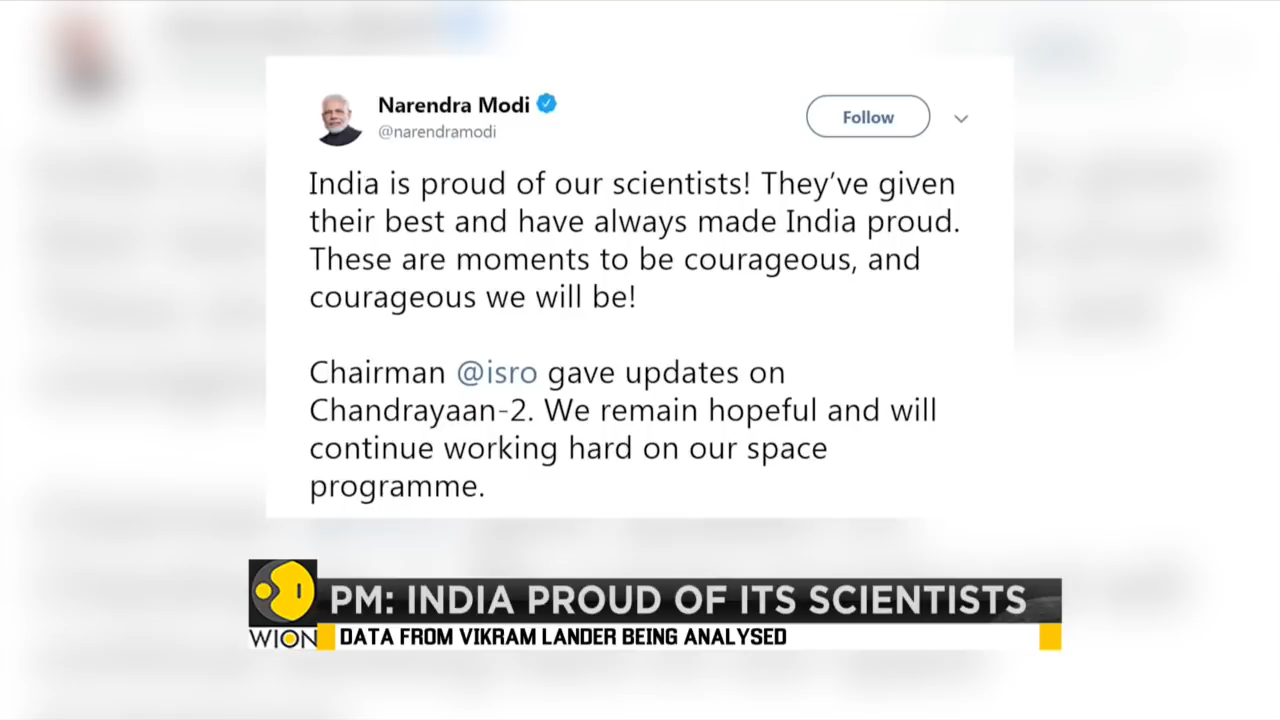 Narendra Modi
@narendramodi
Follow
India is proud of our scientists! They've given
their best and have always made India proud.
These are moments to be courageous, and
courageous we will be!
Chairman @isro gave updates on
Chandrayaan-2. We remain hopeful and will
continue working hard on our space
programme.
PM: INDIA PROUD OF ITS SCIENTISTS
WION
DATA FROM VIKRAM LANDER BEING ANALYSED